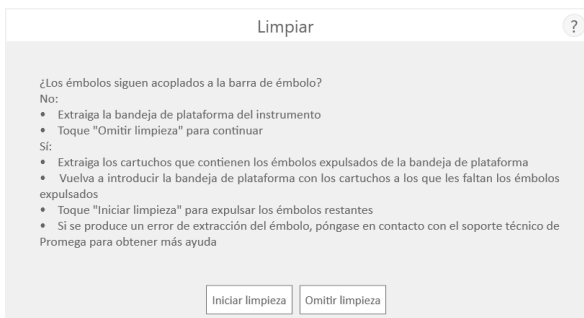 Limpiar
?
¿Los émbolos siguen acoplados a la barra de émbolo?
No:
• Extraiga la bandeja de plataforma del instrumento
• Toque "Omitir limpieza" para continuar
Sí:
• Extraiga los cartuchos que contienen los émbolos expulsados de la bandeja de plataforma
• Vuelva a introducir la bandeja de plataforma con los cartuchos a los que les faltan los émbolos
expulsados
• Toque "Iniciar limpieza" para expulsar los émbolos restantes
• Si se produce un error de extracción del émbolo, póngase en contacto con el soporte técnico de
Promega para obtener más ayuda
Iniciar limpieza Omitir limpieza